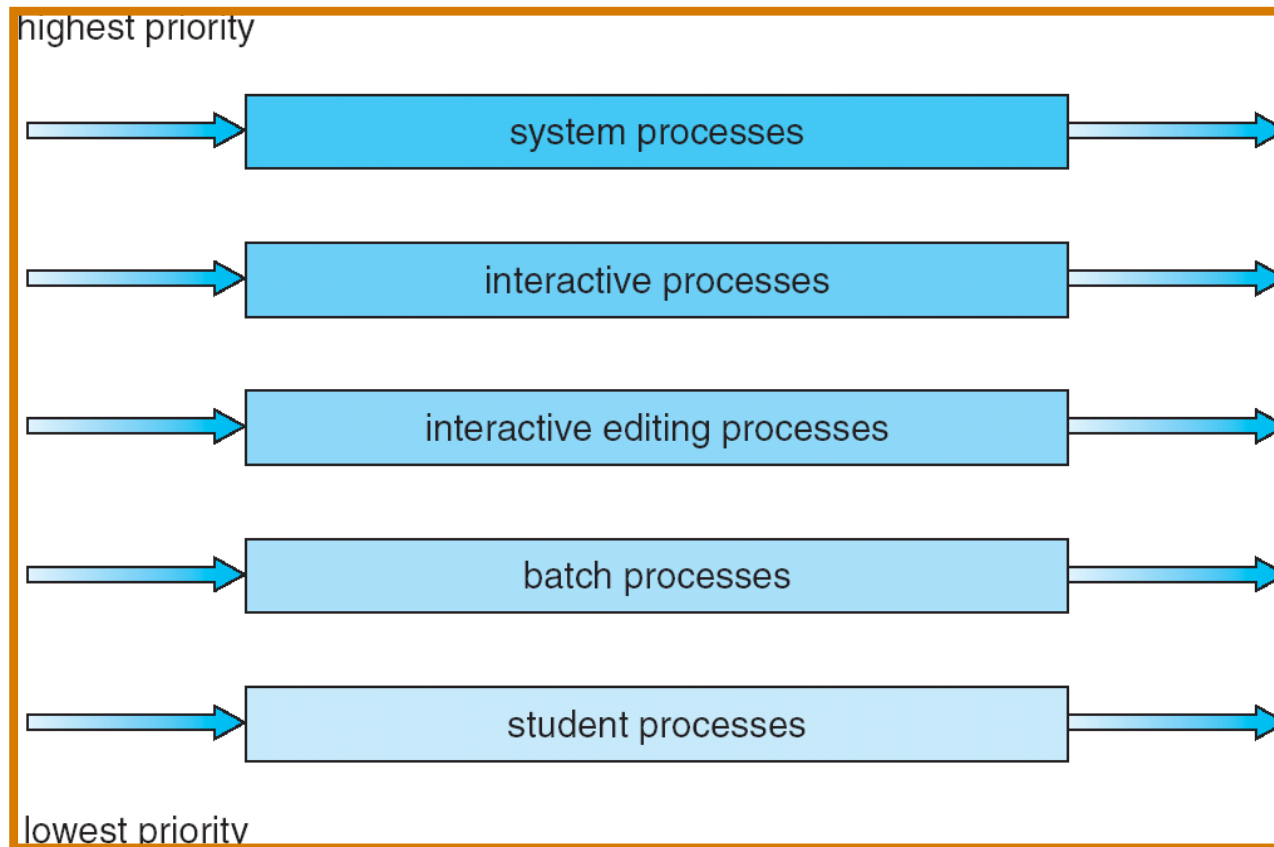 highest priority
system processes
interactive processes
interactive editing processes
batch processes
student processes
lowest priority